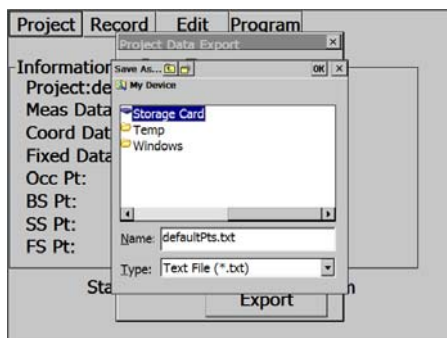 Project Record Edit Program
Project Data Export
Information
Save As... OK
My Device
Project:de
Meas Data
Coord Dat
Fixed Data
Occ Pt:
BS Pt:
SS Pt:
FS Pt:
Storage Card
Temp
Windows
Name: defaultPts.txt
Type: Text File (*.txt)
Sta
Export